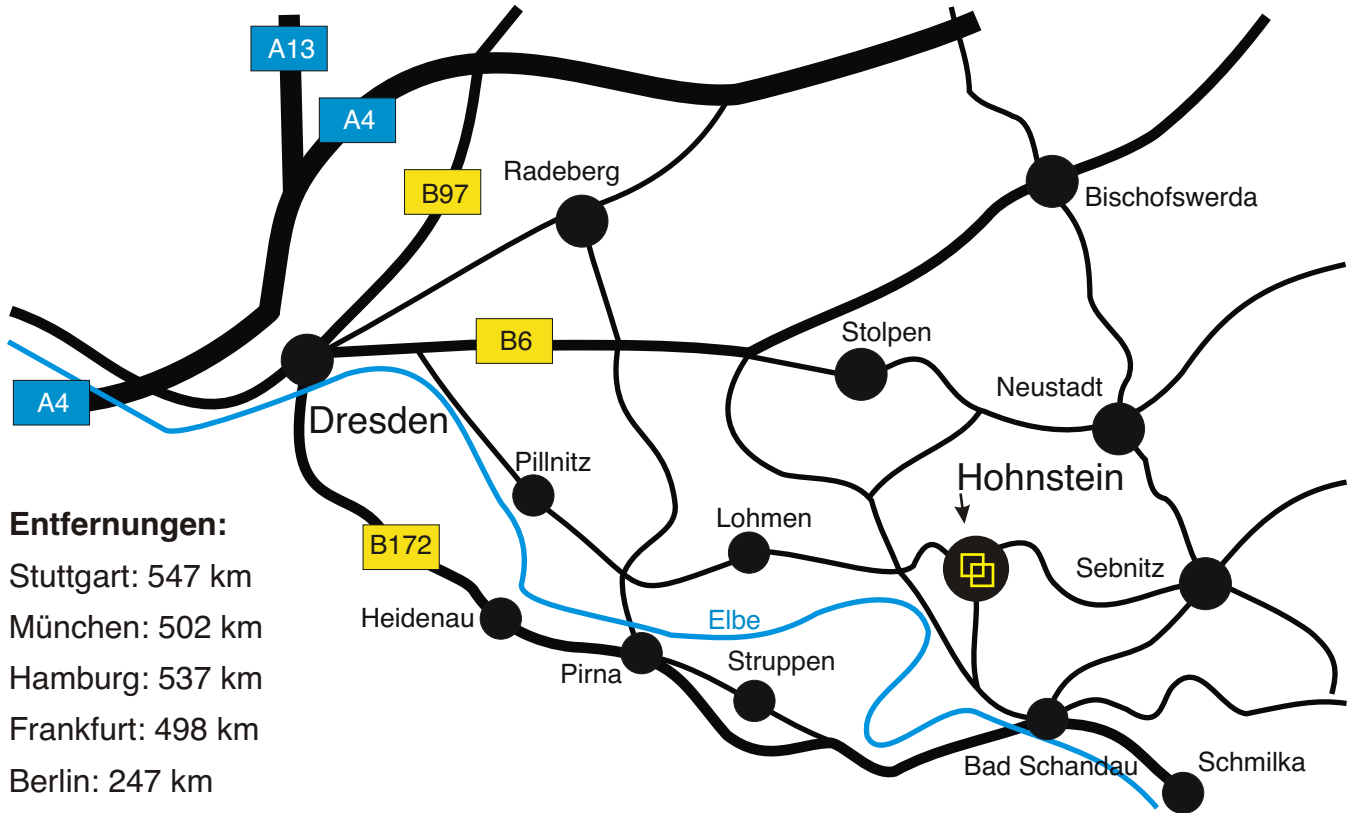 A13
A4
B97
Radeberg
Bischofswerda
B6
Stolpen
Neustadt
A4
Dresden
Pillnitz
Hohnstein
Lohmen
B172
Sebnitz
Heidenau
Elbe
Pirna
Struppen
Bad Schandau
Schmilka
Entfernungen:
Stuttgart: 547 km
München: 502 km
Hamburg: 537 km
Frankfurt: 498 km
Berlin: 247 km